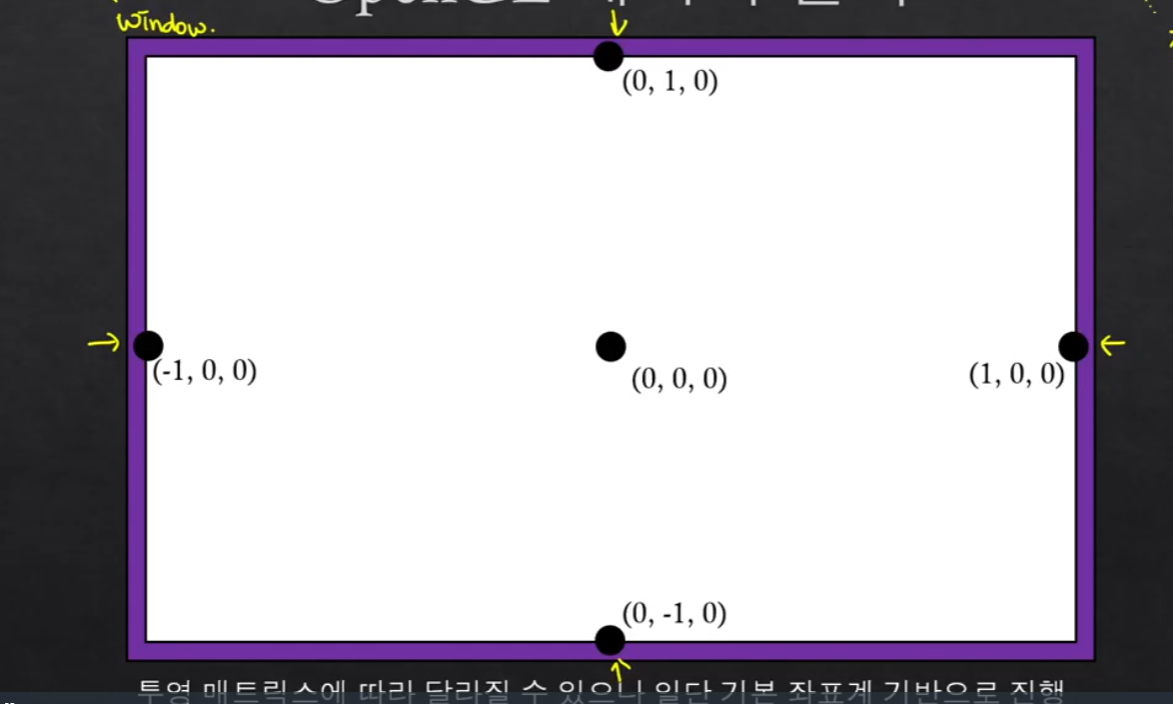 window.
(0, 1, 0)
(-1, 0, 0)
(0, 0, 0)
(1, 0, 0)
(0, -1, 0)
투영 매트릭스에 따라 달라질 수 있으나 일단 기본 좌표계 기반으로 진행